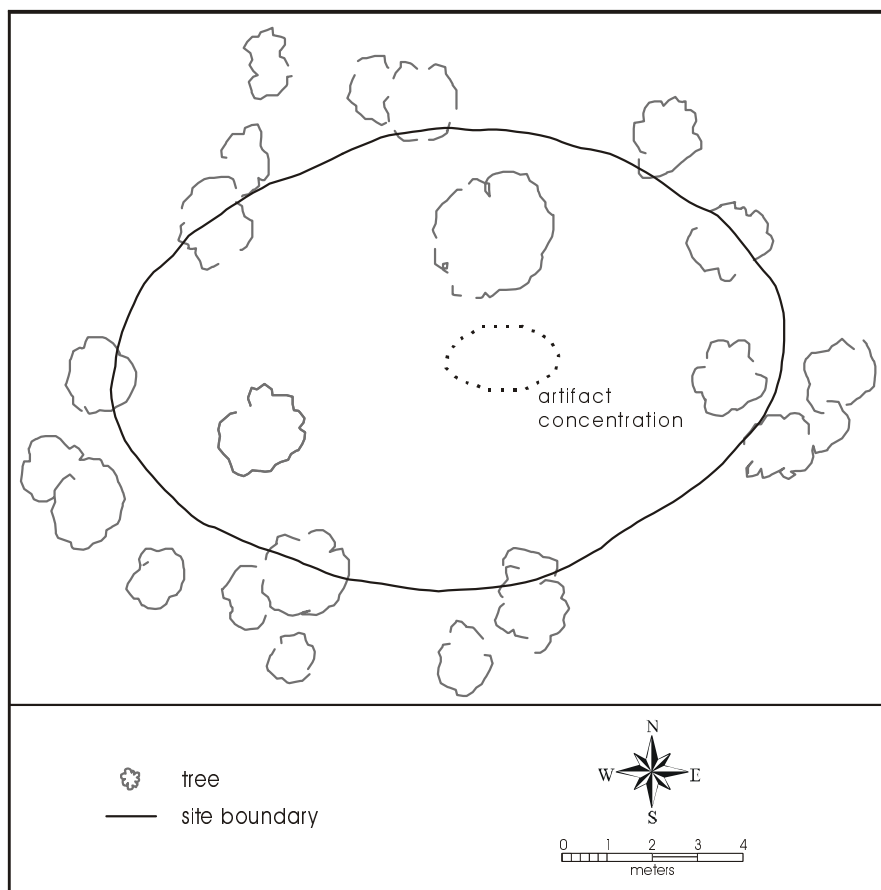 artifact
concentration
tree
site boundary
N
W E
S
0 1 2 3 4
meters